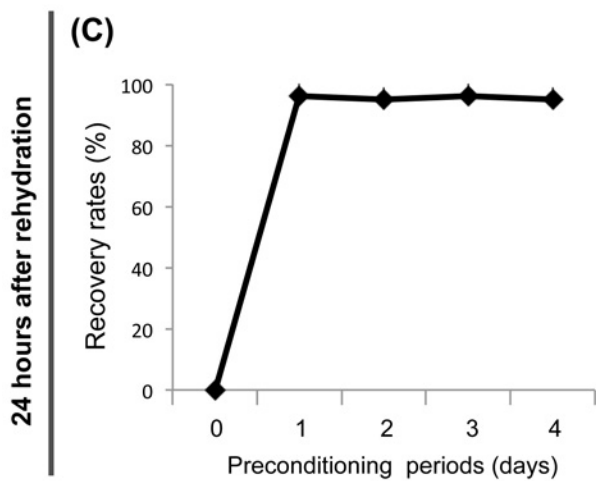 (C)
24 hours after rehydration
Recovery rates (%)
100
80
60
40
20
0
0 1 2 3 4
Preconditioning periods (days)